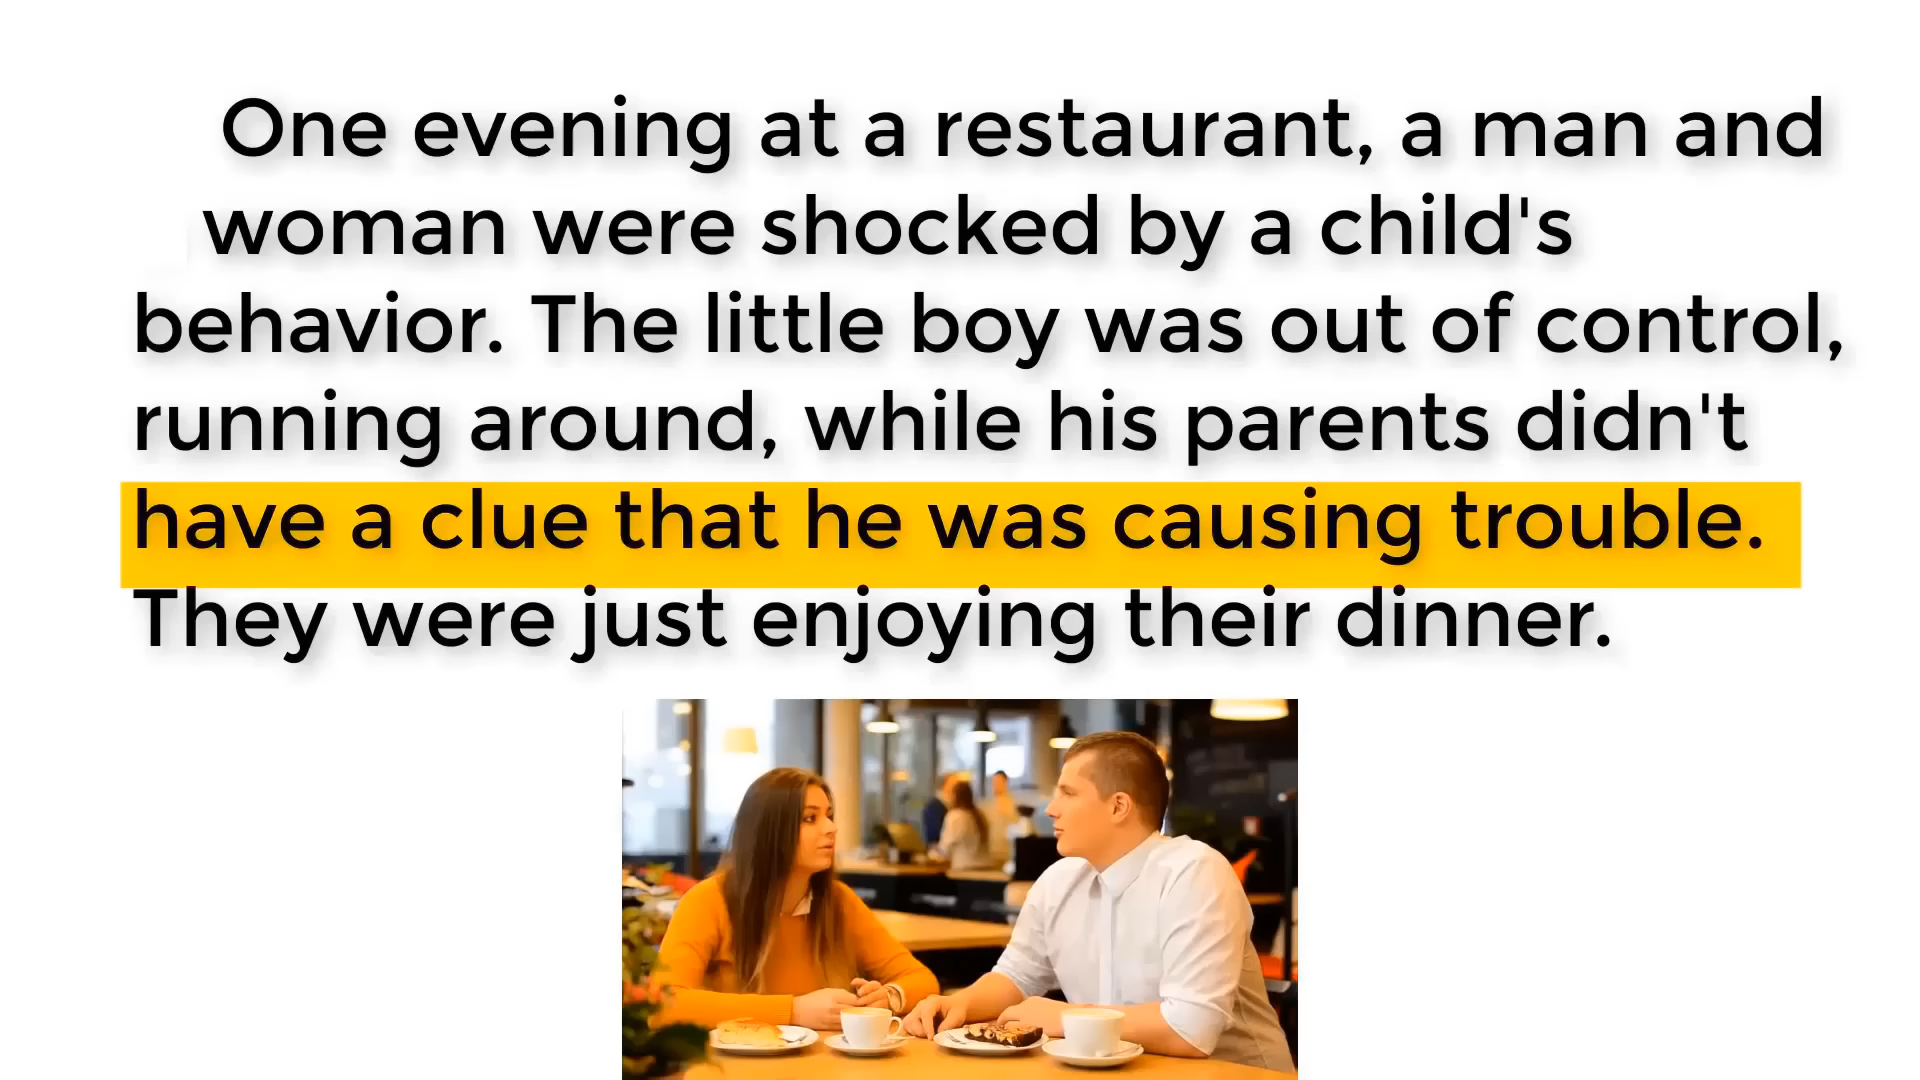 One evening at a restaurant, a man and
woman were shocked by a child's
behavior. The little boy was out of control,
running around, while his parents didn't
have a clue that he was causing trouble.
They were just enjoying their dinner.